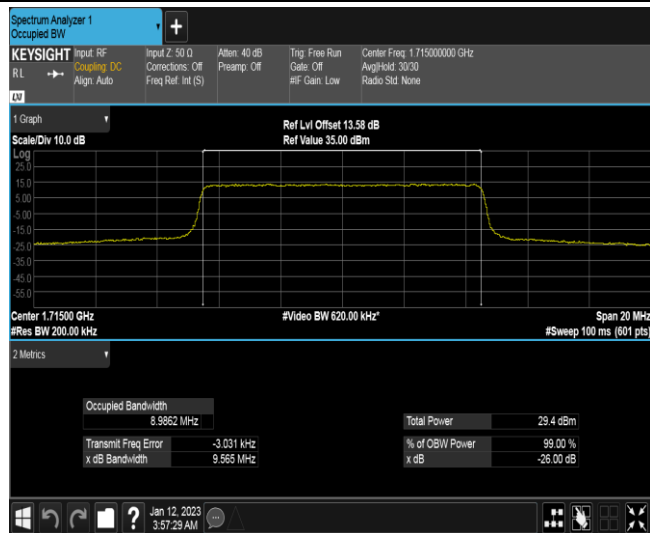 Spectrum Analyzer 1
Occupied BW
+
KEYSIGHT
RL
LXI
Input: RF
Coupling: DC
Align: Auto
Input Z: 50 Ω
Corrections: Off
Freq Ref: Int (S)
Atten: 40 dB
Preamp: Off
Trig: Free Run
Gate: Off
#IF Gain: Low
Center Freq: 1.715000000 GHz
Avg|Hold: 30/30
Radio Std: None
1 Graph
Scale/Div 10.0 dB
Ref Lvl Offset 13.58 dB
Ref Value 35.00 dBm
Log
25.0
15.0
5.00
-5.00
-15.0
-25.0
-35.0
-45.0
-55.0
Center 1.71500 GHz
#Res BW 200.00 kHz
#Video BW 620.00 kHz*
Span 20 MHz
#Sweep 100 ms (601 pts)
2 Metrics
Occupied Bandwidth
8.9862 MHz
Total Power 29.4 dBm
Transmit Freq Error -3.031 kHz
% of OBW Power 99.00 %
x dB Bandwidth 9.565 MHz
x dB -26.00 dB
?
Jan 12, 2023
3:57:29 AM